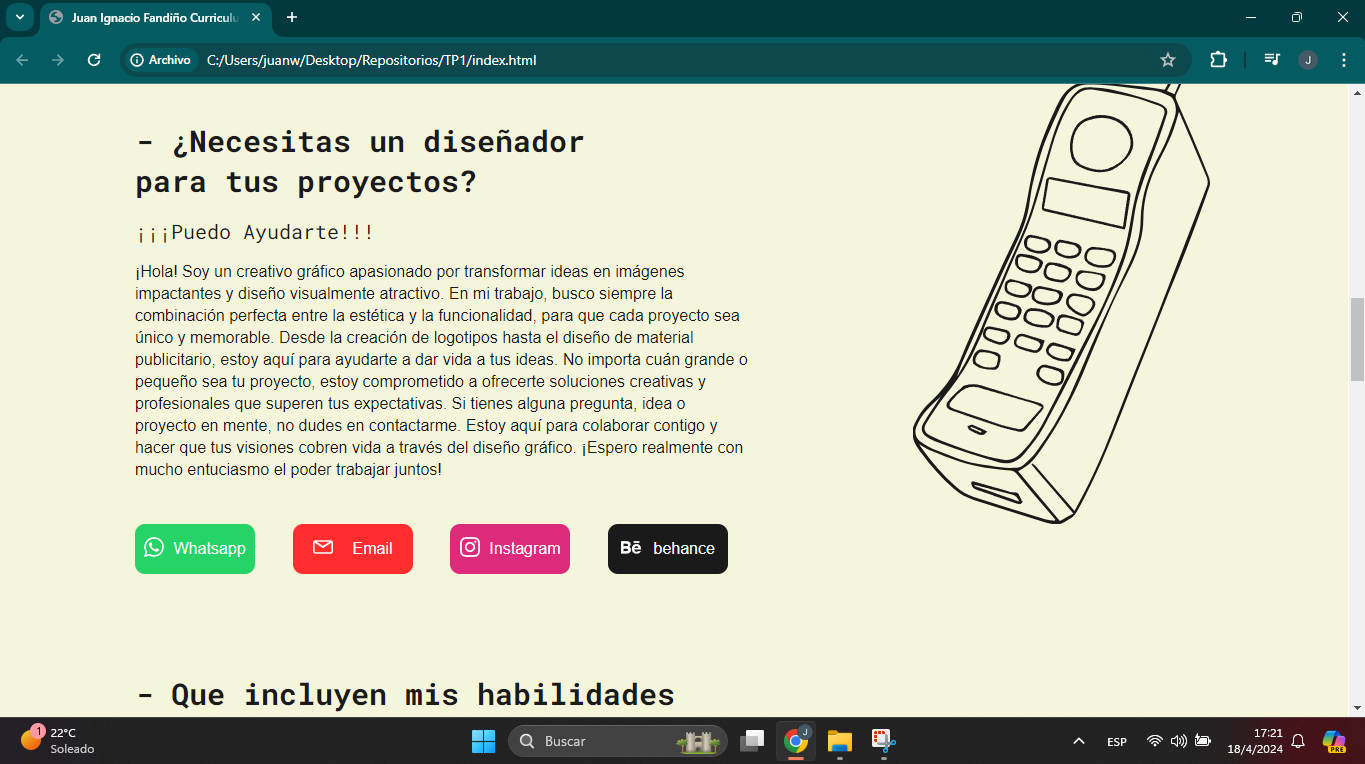 Juan Ignacio Fandiño Curriculu
Archivo C:/Users/juanw/Desktop/Repositorios/TP1/index.html
J
- ¿Necesitas un diseñador
para tus proyectos?
¡¡¡Puedo Ayudarte!!!
¡Hola! Soy un creativo gráfico apasionado por transformar ideas en imágenes
impactantes y diseño visualmente atractivo. En mi trabajo, busco siempre la
combinación perfecta entre la estética y la funcionalidad, para que cada proyecto sea
único y memorable. Desde la creación de logotipos hasta el diseño de material
publicitario, estoy aquí para ayudarte a dar vida a tus ideas. No importa cuán grande o
pequeño sea tu proyecto, estoy comprometido a ofrecerte soluciones creativas y
profesionales que superen tus expectativas. Si tienes alguna pregunta, idea o
proyecto en mente, no dudes en contactarme. Estoy aquí para colaborar contigo y
hacer que tus visiones cobren vida a través del diseño gráfico. ¡Espero realmente con
mucho entuciasmo el poder trabajar juntos!
Whatsapp Email Instagram Bē behance
- Que incluyen mis habilidades
1
22°C
Soleado
Buscar
J
ESP
17:21
18/4/2024
PRE